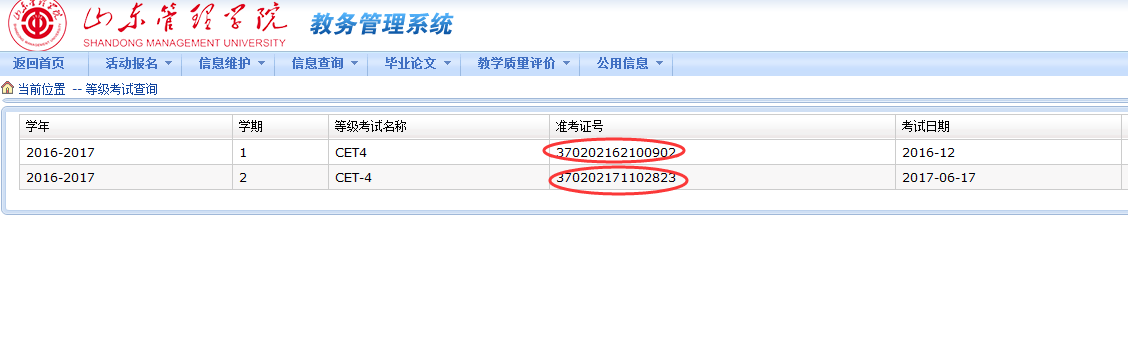 山东管理学院 教务管理系统
SHANDONG MANAGEMENT UNIVERSITY
返回首页 活动报名 信息维护 信息查询 毕业论文 教学质量评价 公用信息
当前位置 -- 等级考试查询
学年 学期 等级考试名称 准考证号 考试日期
2016-2017 1 CET4 370202162100902 2016-12
2016-2017 2 CET-4 370202171102823 2017-06-17